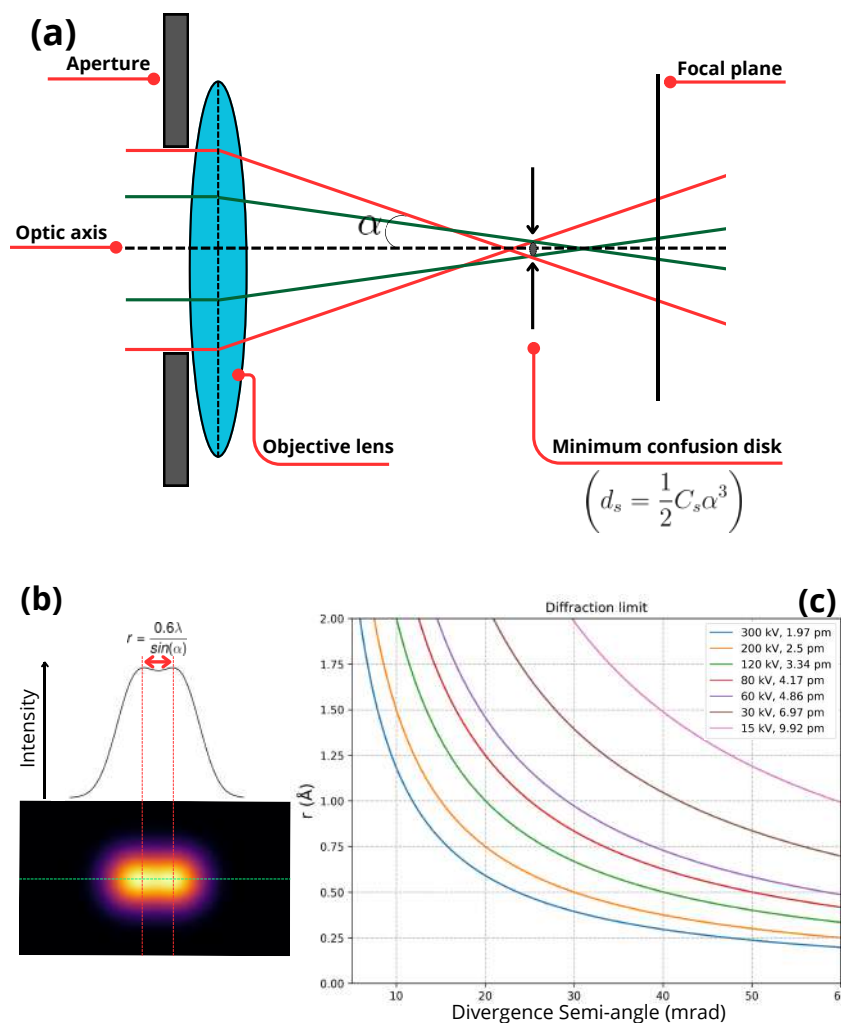 (a)
Aperture
Focal plane
Optic axis
α
Objective lens
Minimum confusion disk
(d_s = \frac{1}{2} C_s α^3)
(b)
(c)
r = \frac{0.6λ}{sin(α)}
Intensity
Diffraction limit
2.00
1.75
1.50
1.25
1.00
0.75
0.50
0.25
0.00
r (Å)
300 kV, 1.97 pm
200 kV, 2.5 pm
120 kV, 3.34 pm
80 kV, 4.17 pm
60 kV, 4.86 pm
30 kV, 6.97 pm
15 kV, 9.92 pm
10 20 30 40 50 6
Divergence Semi-angle (mrad)